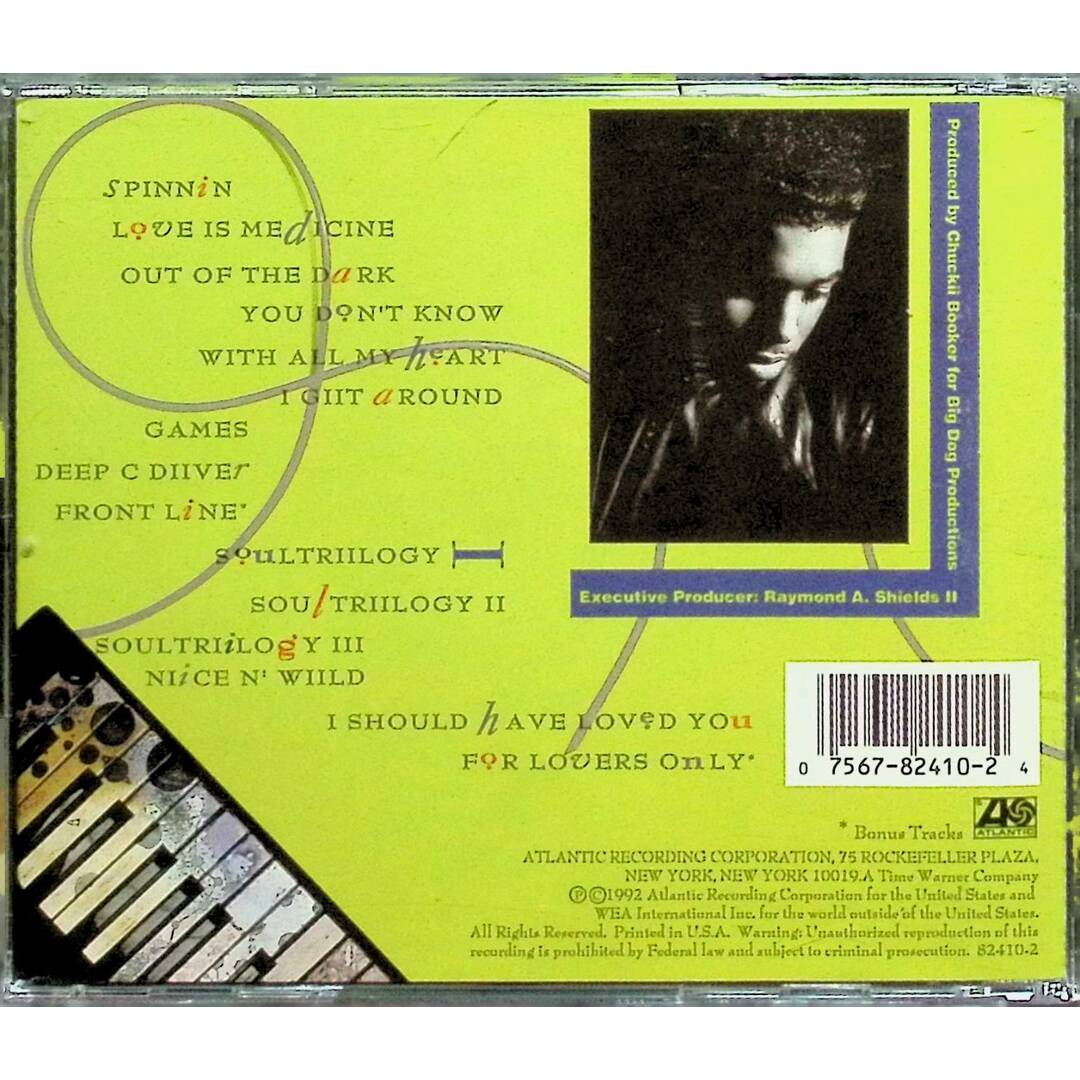 SPINNiN
LOVE IS MEdICINE
OUT OF THE DaRK
YOU DON'T KNOW
WITH ALL MY heART
I GIIT aROUND
GAMES
DEEP C DIIVEr
FRONT LiNE*
SOuLTRIILOGY I
SOUlTRIILOGY II
SOULTRIiLOgY III
NIiCE N' WIILD
I SHOULD hAVE LOVeD YOu
FOR LOVERS OnLY*
Produced by Chuckii Booker for Big Dog Productions
Executive Producer: Raymond A. Shields II
0 7567-82410-2 4
ATLANTIC
* Bonus Tracks
ATLANTIC RECORDING CORPORATION, 75 ROCKEFELLER PLAZA,
NEW YORK, NEW YORK 10019.A Time Warner Company
℗©1992 Atlantic Recording Corporation for the United States and
WEA International Inc. for the world outside of the United States.
All Rights Reserved. Printed in U.S.A. Warning: Unauthorized reproduction of this
recording is prohibited by Federal law and subject to criminal prosecution. 82410-2